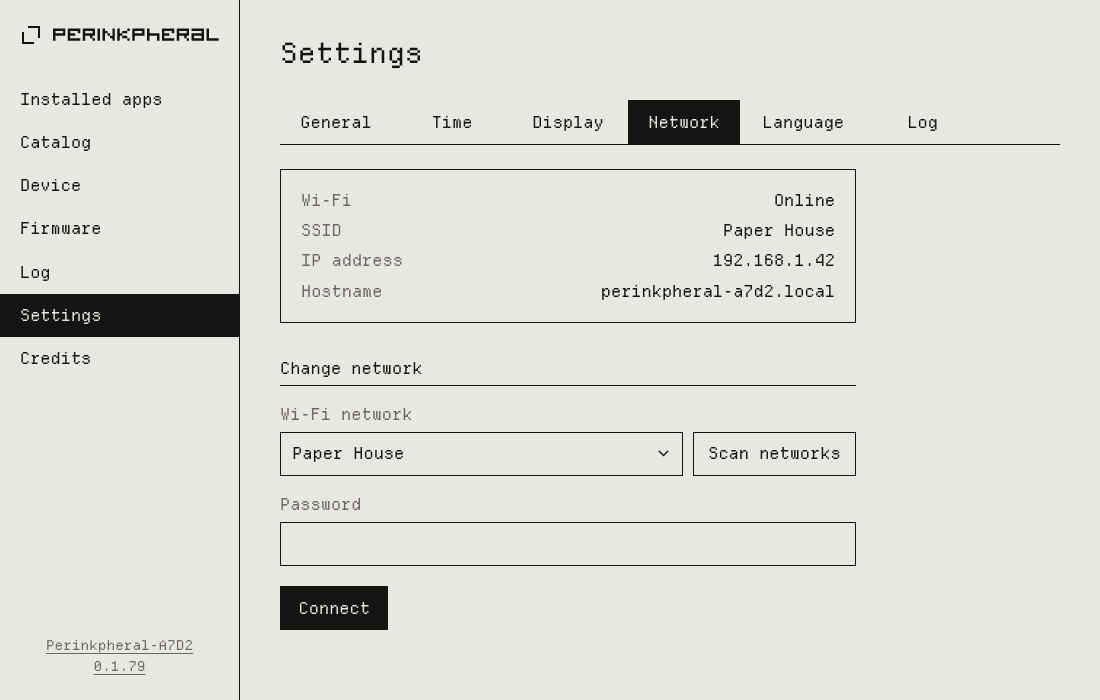 PERINKPHERAL
Installed apps
Catalog
Device
Firmware
Log
Settings
Credits
Perinkpheral-A7D2
0.1.79
Settings
General Time Display Network Language Log
Wi-Fi Online
SSID Paper House
IP address 192.168.1.42
Hostname perinkpheral-a7d2.local
Change network
Wi-Fi network
Paper House Scan networks
Password
Connect